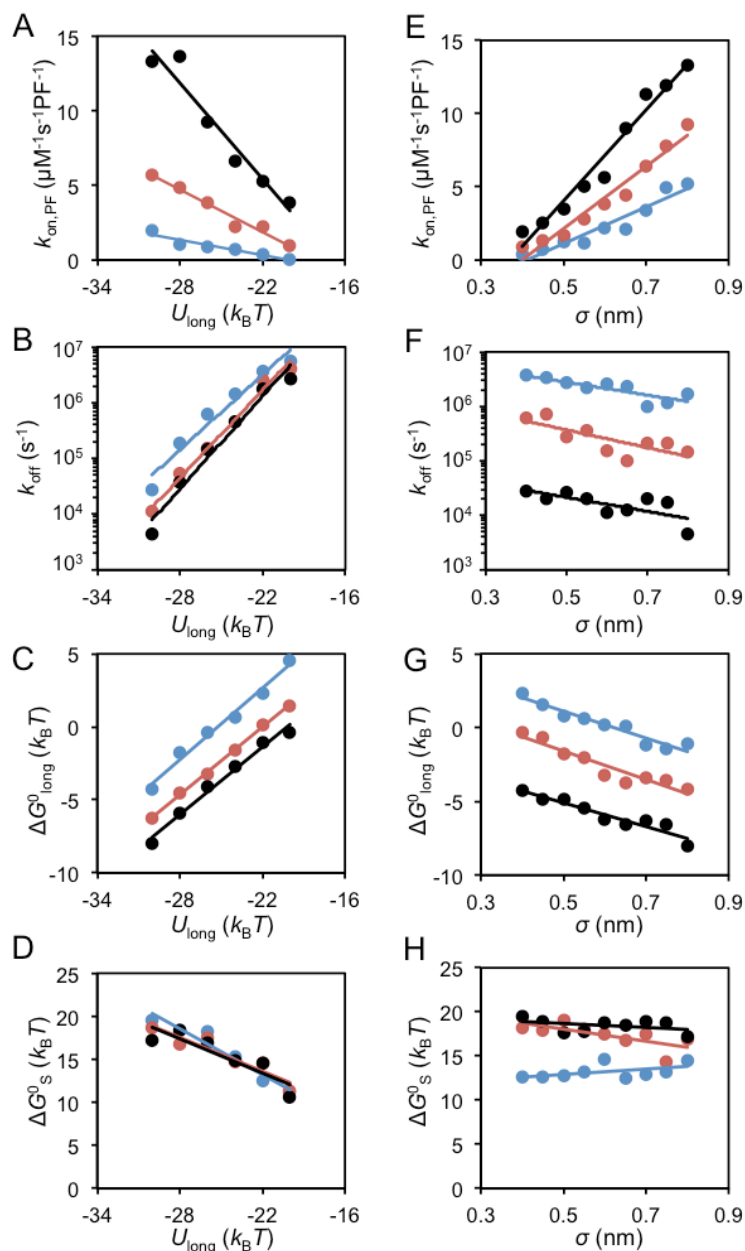 A
k_on,PF (µM⁻¹s⁻¹PF⁻¹)
15
10
5
0
-34 -28 -22 -16
U_long (k_BT)
E
k_on,PF (µM⁻¹s⁻¹PF⁻¹)
15
10
5
0
0.3 0.5 0.7 0.9
σ (nm)
B
k_off (s⁻¹)
10⁷
10⁶
10⁵
10⁴
10³
-34 -28 -22 -16
U_long (k_BT)
F
k_off (s⁻¹)
10⁷
10⁶
10⁵
10⁴
10³
0.3 0.5 0.7 0.9
σ (nm)
C
ΔG⁰_long (k_BT)
5
0
-5
-10
-34 -28 -22 -16
U_long (k_BT)
G
ΔG⁰_long (k_BT)
5
0
-5
-10
0.3 0.5 0.7 0.9
σ (nm)
D
ΔG⁰_S (k_BT)
25
20
15
10
5
0
-34 -28 -22 -16
U_long (k_BT)
H
ΔG⁰_S (k_BT)
25
20
15
10
5
0
0.3 0.5 0.7 0.9
σ (nm)